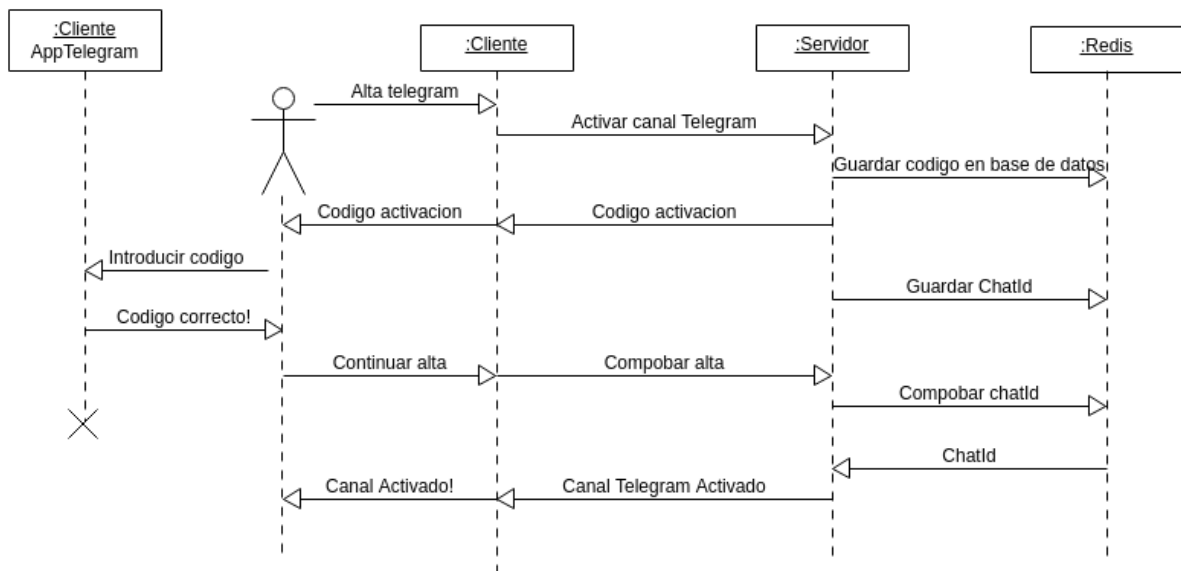 :Cliente
AppTelegram
:Cliente
:Servidor
:Redis
Alta telegram
Activar canal Telegram
Guardar codigo en base de datos
Codigo activacion
Codigo activacion
Introducir codigo
Guardar ChatId
Codigo correcto!
Continuar alta
Compobar alta
Compobar chatId
ChatId
Canal Activado!
Canal Telegram Activado